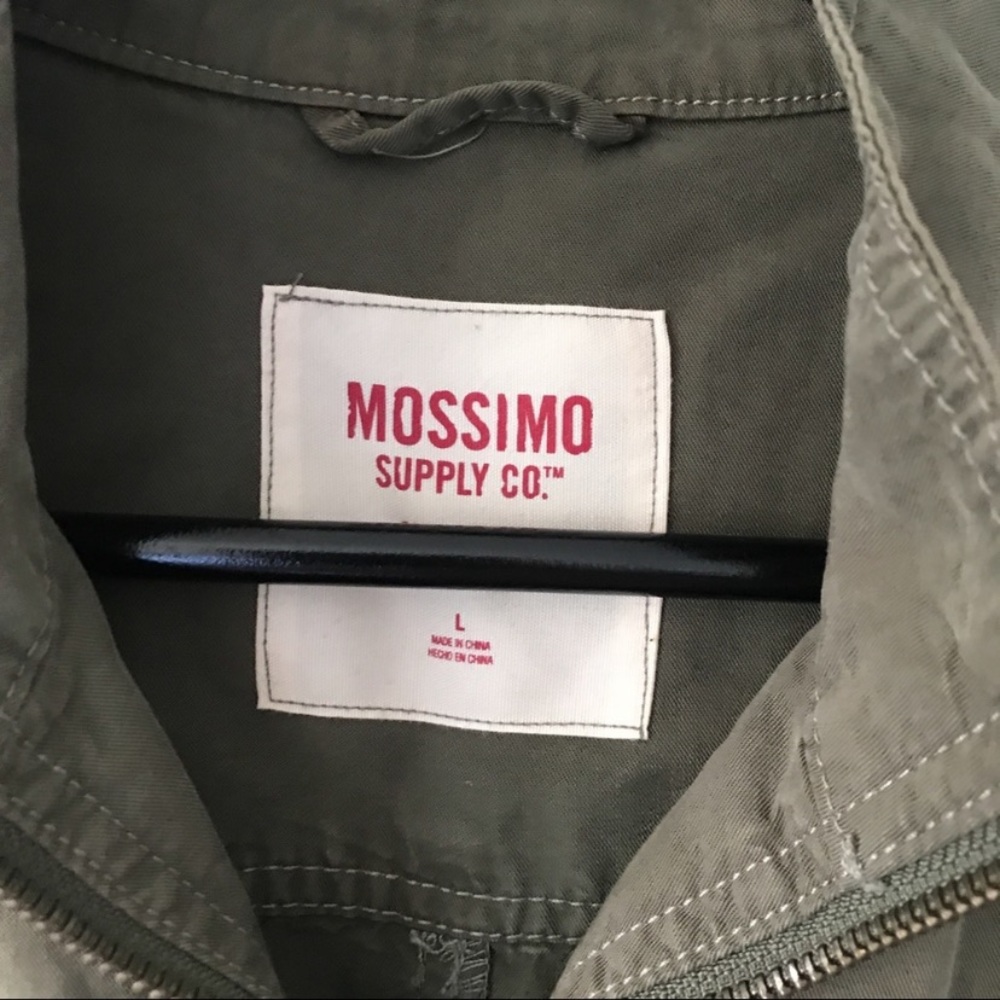 MOSSIMO
SUPPLY CO.™
L
MADE IN CHINA
HECHO EN CHINA